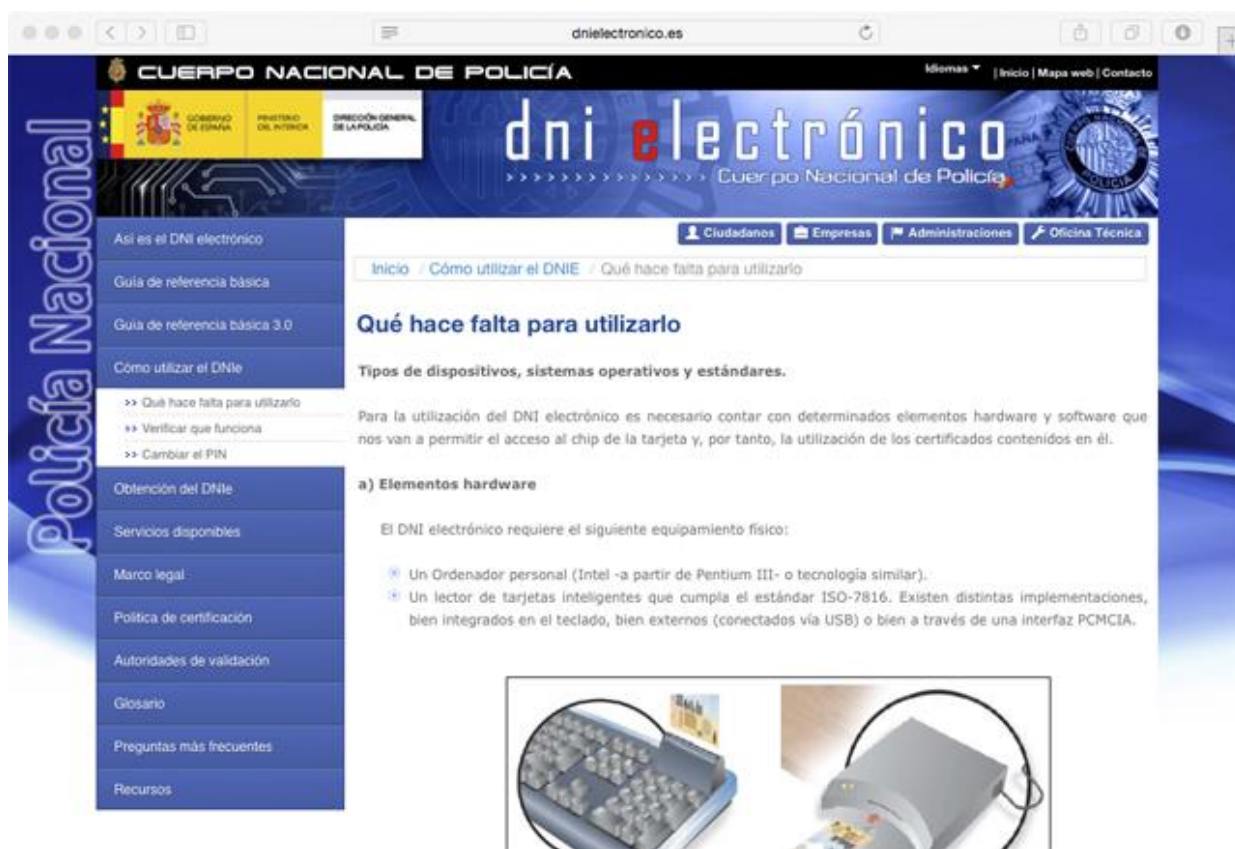 dnielectronico.es
CUERPO NACIONAL DE POLICÍA
Idiomas | Inicio | Mapa web | Contacto
GOBIERNO DE ESPAÑA
MINISTERIO DEL INTERIOR
DIRECCIÓN GENERAL DE LA POLICÍA
dni electrónico
Cuerpo Nacional de Policía
Policía Nacional
Ciudadanos Empresas Administraciones Oficina Técnica
Así es el DNI electrónico
Guía de referencia básica
Guía de referencia básica 3.0
Cómo utilizar el DNIe
>> Qué hace falta para utilizarlo
>> Verificar que funciona
>> Cambiar el PIN
Obtención del DNIe
Servicios disponibles
Marco legal
Política de certificación
Autoridades de validación
Glosario
Preguntas más frecuentes
Recursos
Inicio / Cómo utilizar el DNIE / Qué hace falta para utilizarlo
Qué hace falta para utilizarlo
Tipos de dispositivos, sistemas operativos y estándares.
Para la utilización del DNI electrónico es necesario contar con determinados elementos hardware y software que
nos van a permitir el acceso al chip de la tarjeta y, por tanto, la utilización de los certificados contenidos en él.
a) Elementos hardware
El DNI electrónico requiere el siguiente equipamiento físico:
Un Ordenador personal (Intel -a partir de Pentium III- o tecnología similar).
Un lector de tarjetas inteligentes que cumpla el estándar ISO-7816. Existen distintas implementaciones,
bien integrados en el teclado, bien externos (conectados vía USB) o bien a través de una interfaz PCMCIA.